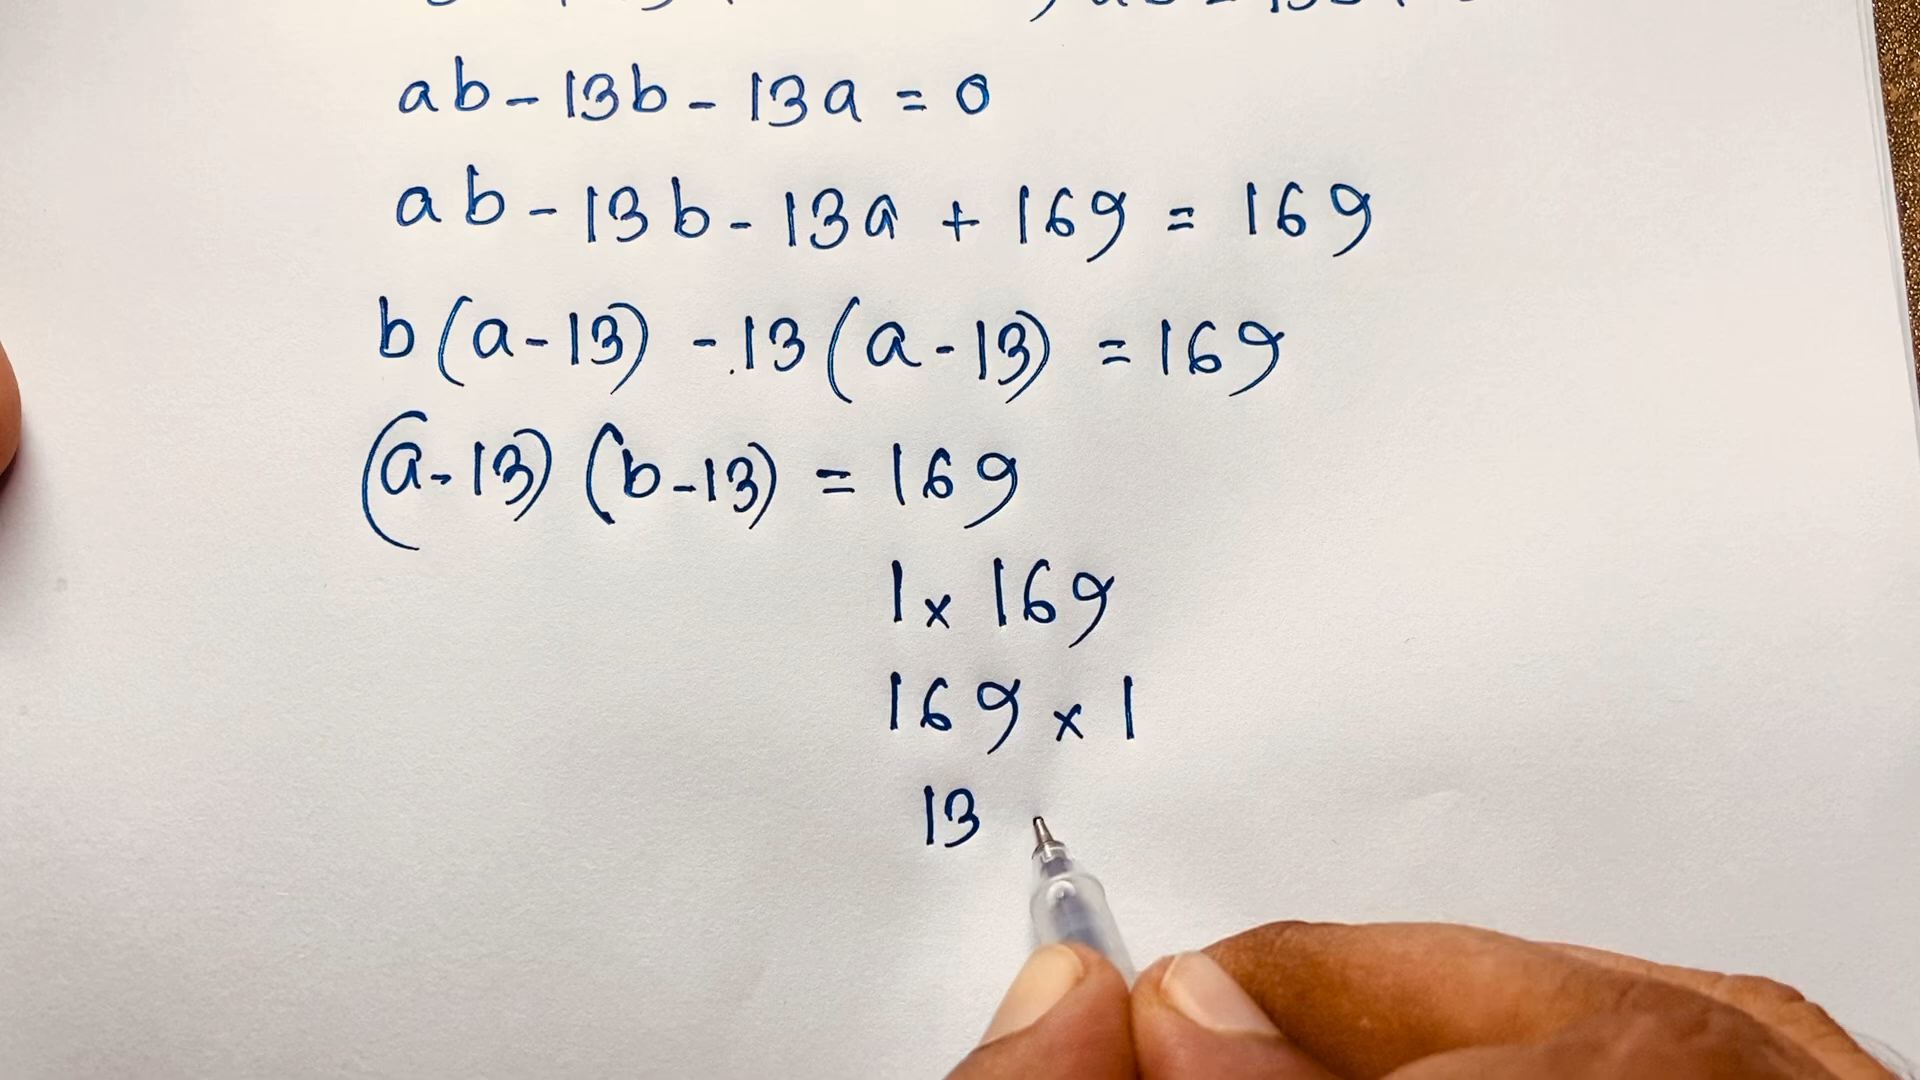 ab - 13b - 13a = 0
ab - 13b - 13a + 169 = 169
b(a-13) - 13(a-13) = 169
(a-13) (b-13) = 169
1 x 169
169 x 1
13